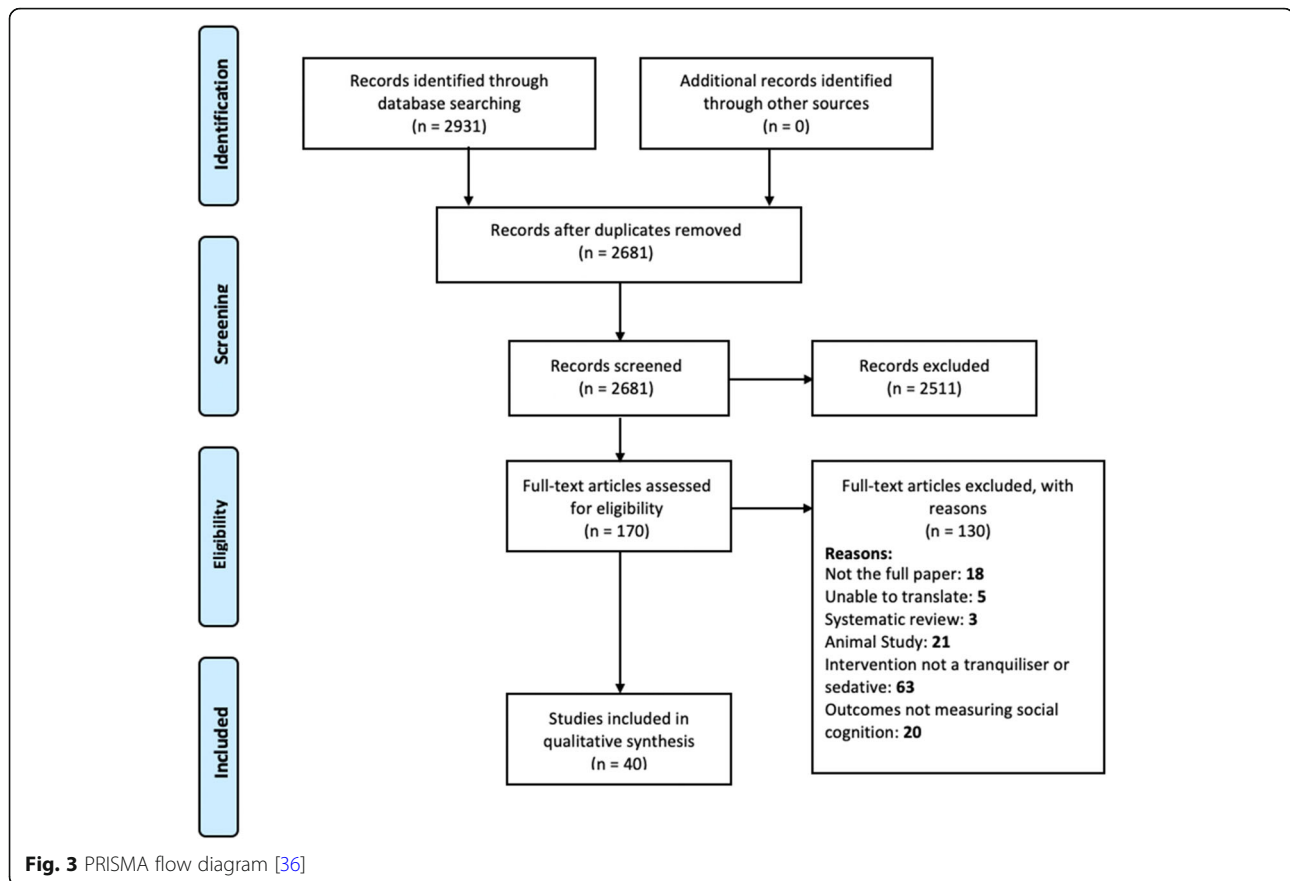 Identification
Records identified through
database searching
(n = 2931)
Additional records identified
through other sources
(n = 0)
Records after duplicates removed
(n = 2681)
Screening
Records screened
(n = 2681)
Records excluded
(n = 2511)
Eligibility
Full-text articles assessed
for eligibility
(n = 170)
Full-text articles excluded, with
reasons
(n = 130)
Reasons:
Not the full paper: 18
Unable to translate: 5
Systematic review: 3
Animal Study: 21
Intervention not a tranquiliser or
sedative: 63
Outcomes not measuring social
cognition: 20
Included
Studies included in
qualitative synthesis
(n = 40)
Fig. 3 PRISMA flow diagram [36]